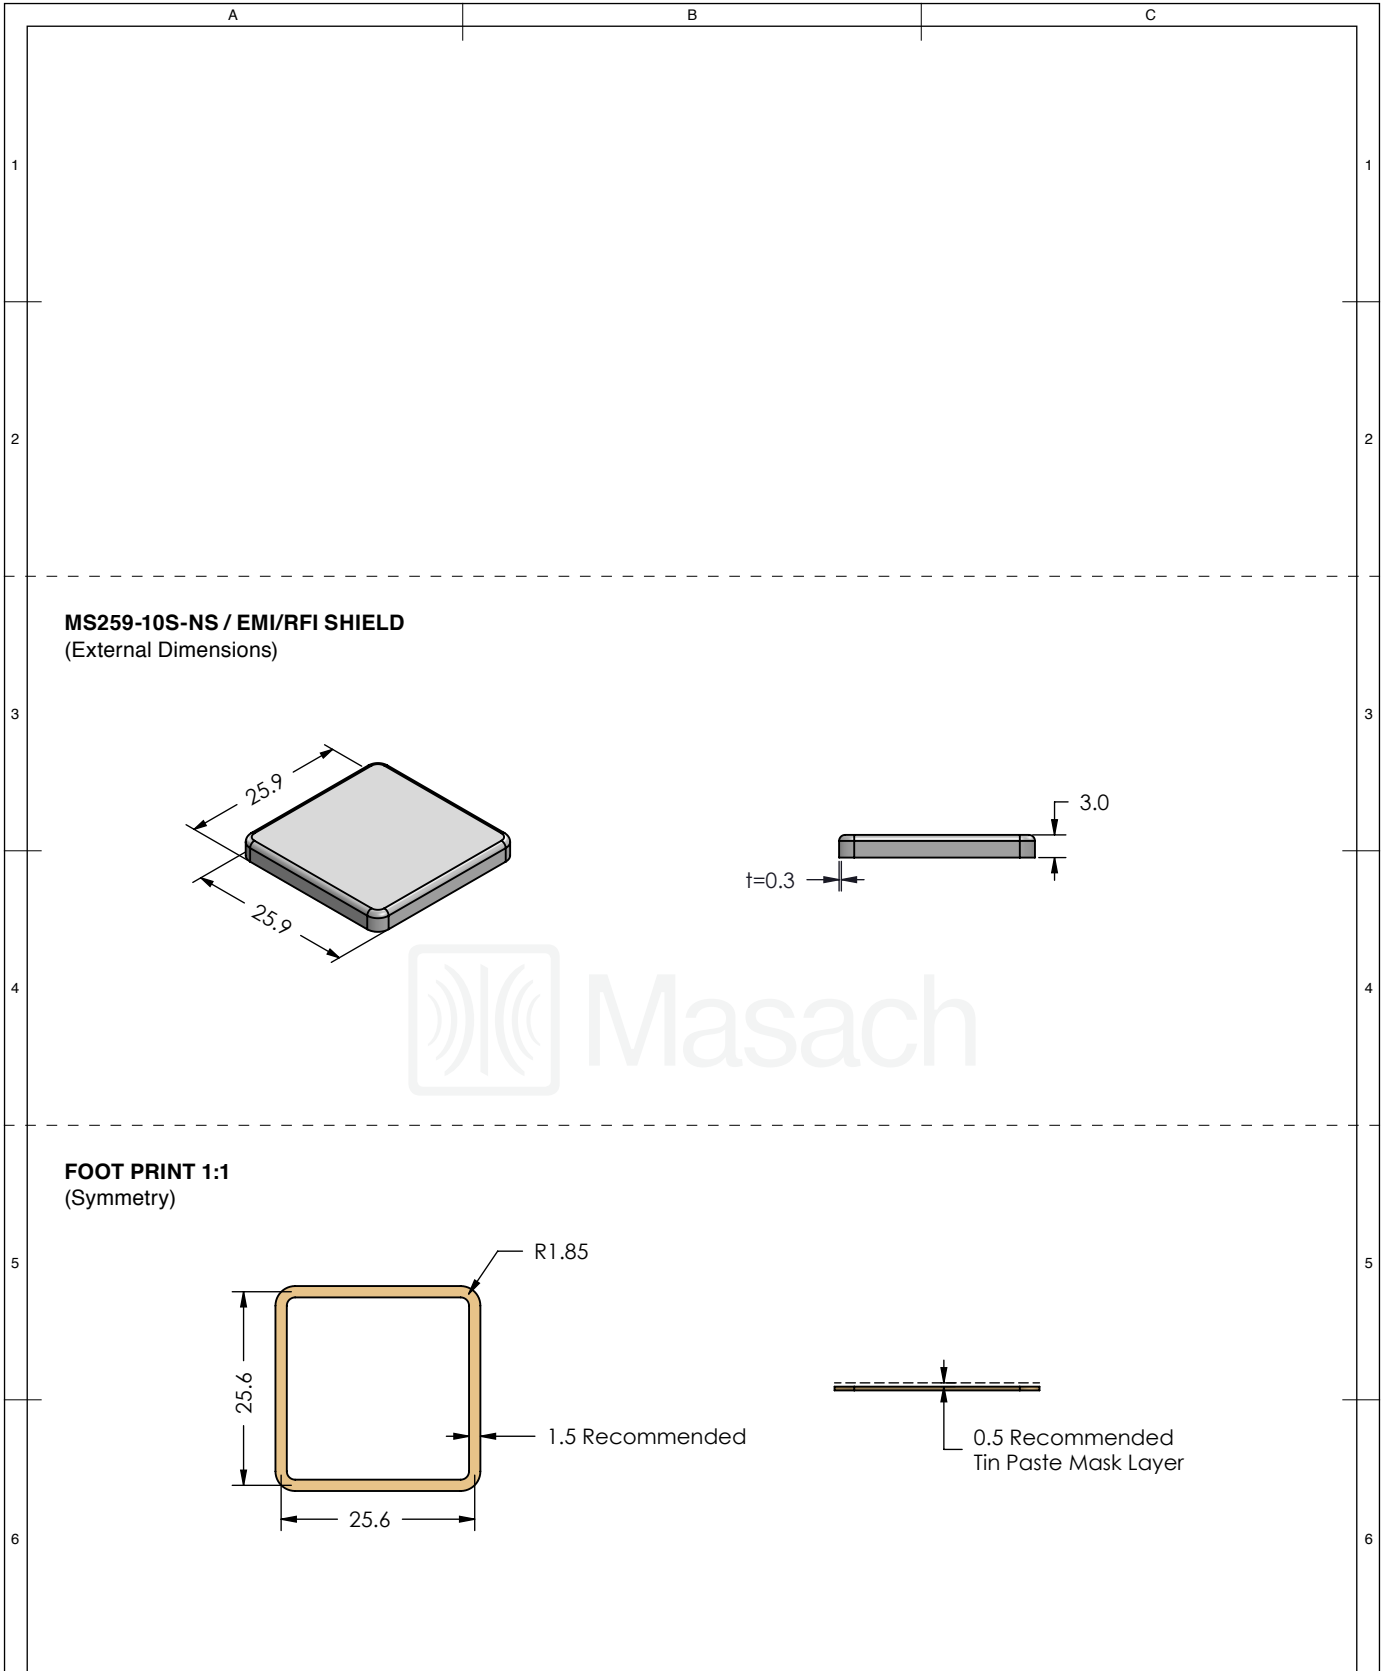 A
B
C
1
1
2
2
MS259-10S-NS / EMI/RFI SHIELD
(External Dimensions)
3
3
25.9
3.0
t=0.3
25.9
4
4
Masach
FOOT PRINT 1:1
(Symmetry)
R1.85
5
5
25.6
1.5 Recommended
0.5 Recommended
Tin Paste Mask Layer
25.6
6
6